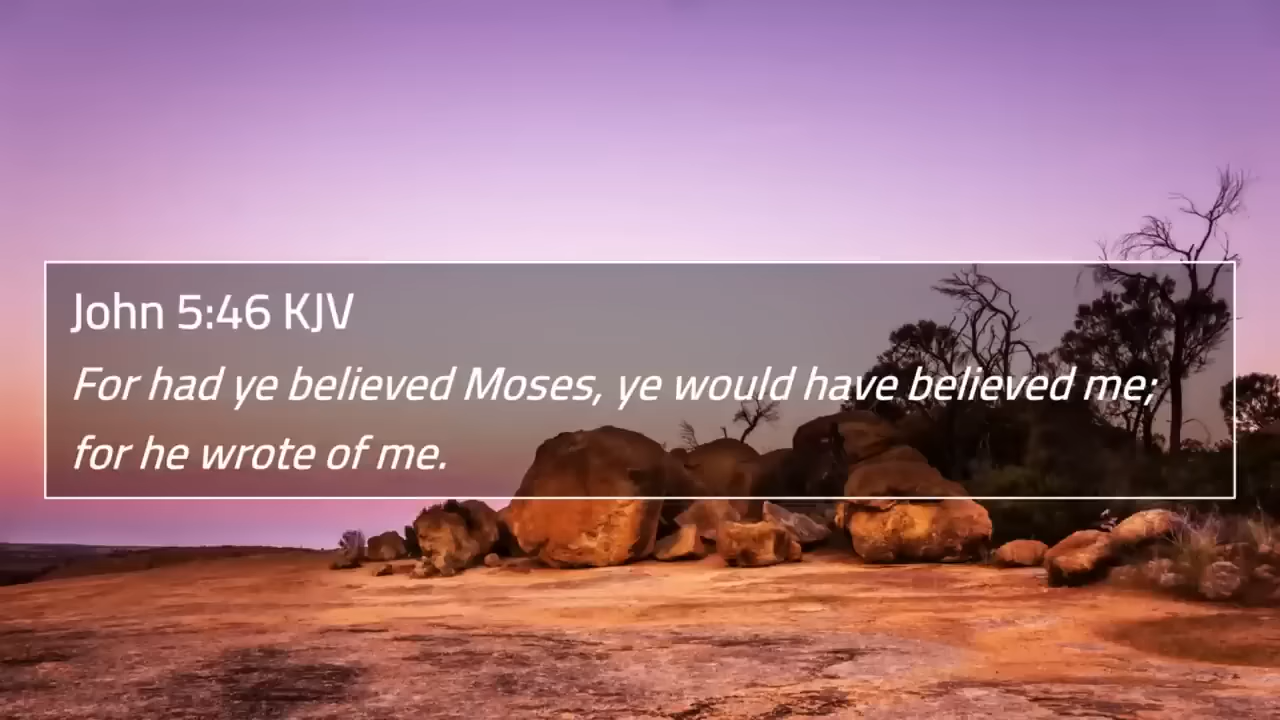 John 5:46 KJV
For had ye believed Moses, ye would have believed me;
for he wrote of me.